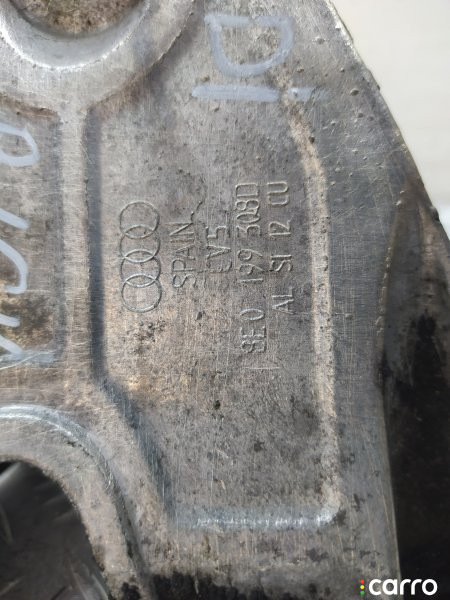 SPAIN
CV5
8E0 199 308D
AL SI 12 CU
carro